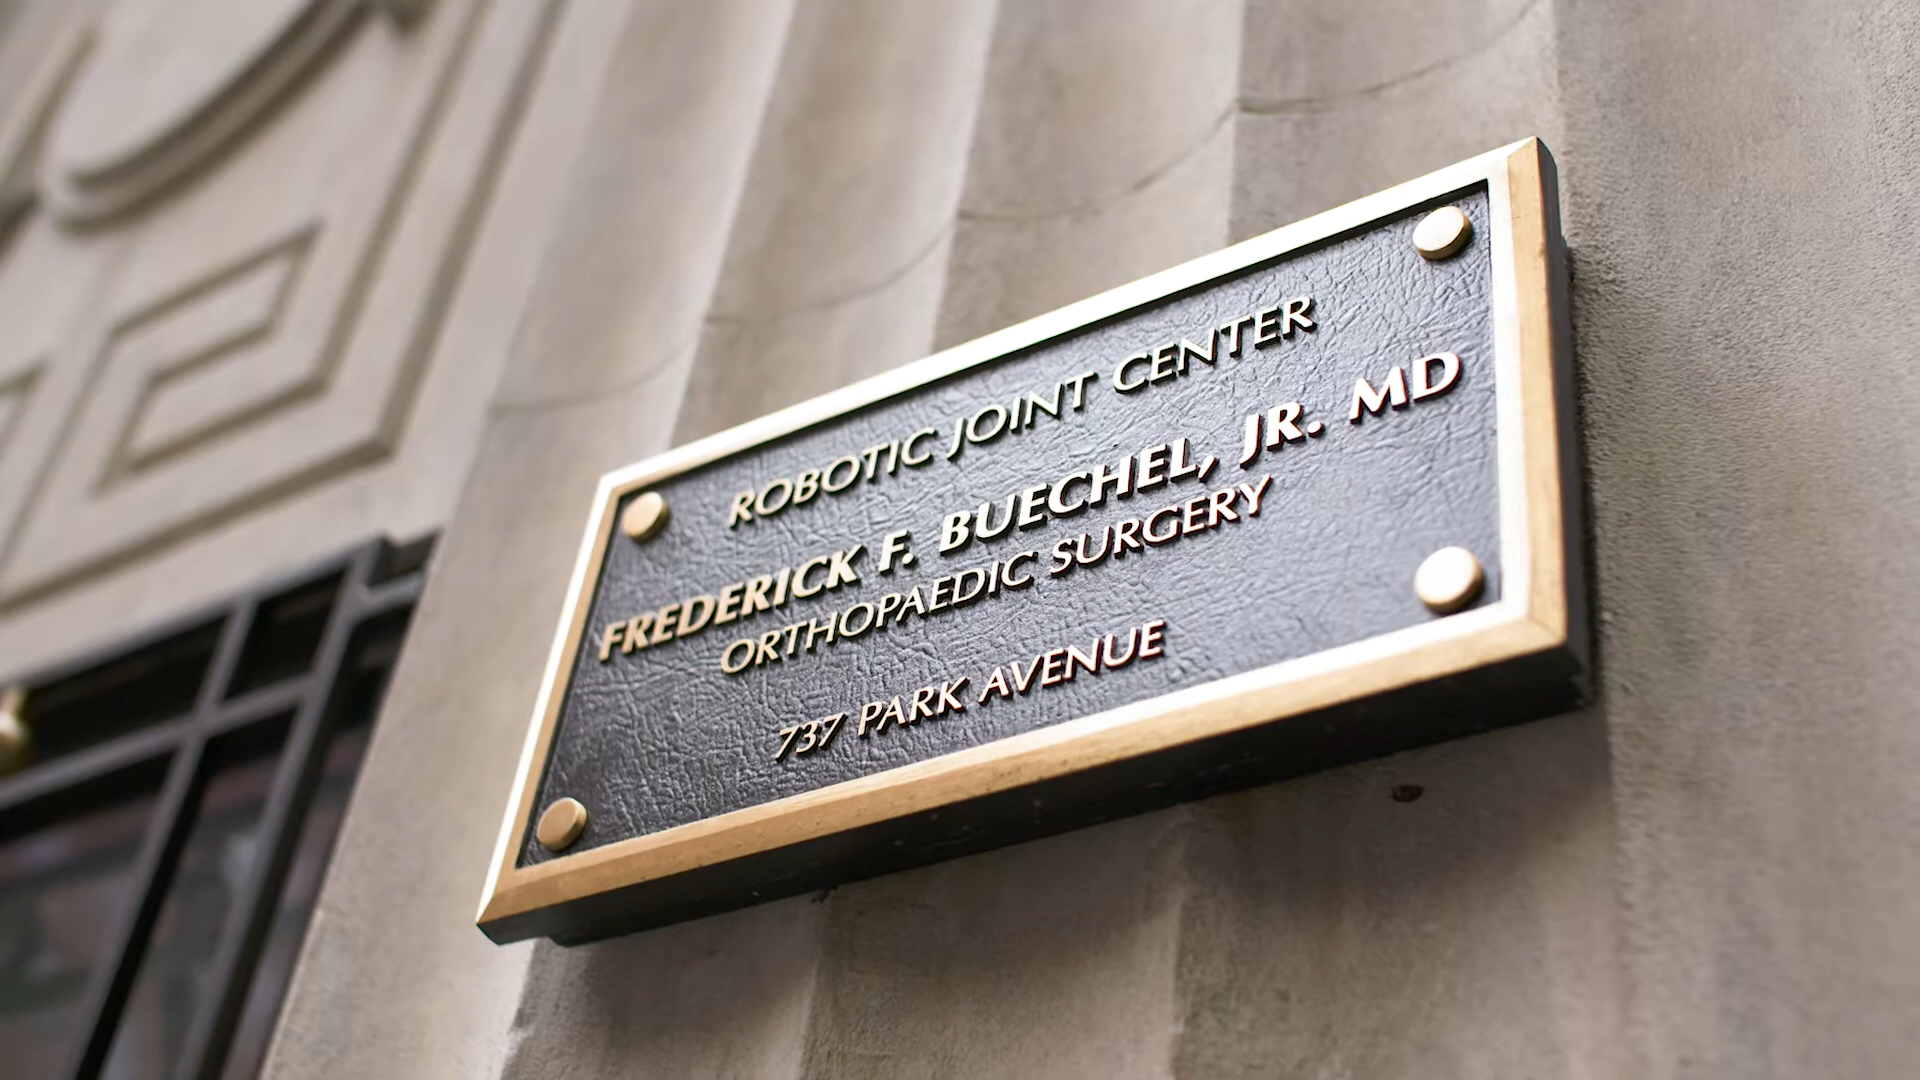 ROBOTIC JOINT CENTER
FREDERICK F. BUECHEL, JR. MD
ORTHOPAEDIC SURGERY
737 PARK AVENUE